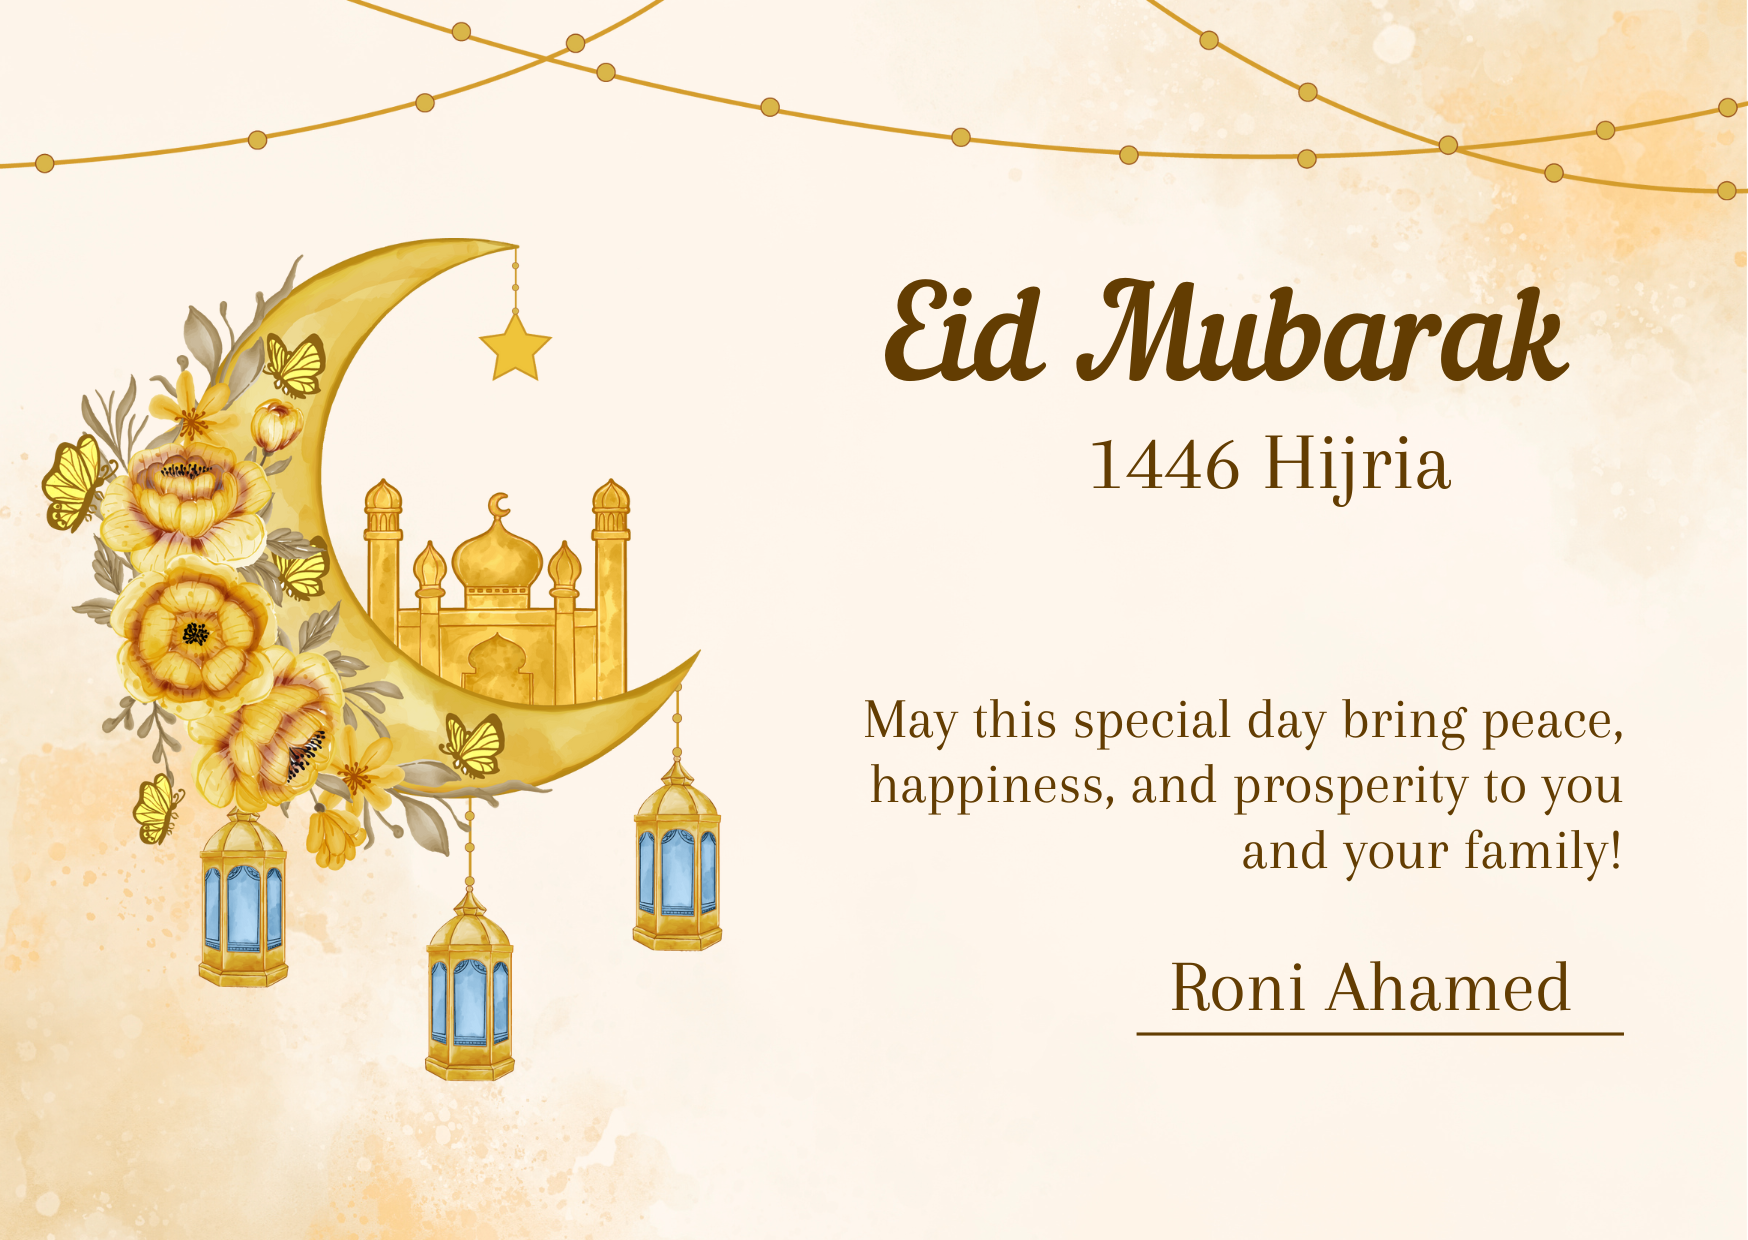 Eid Mubarak
1446 Hijria
May this special day bring peace,
happiness, and prosperity to you
and your family!
Roni Ahamed